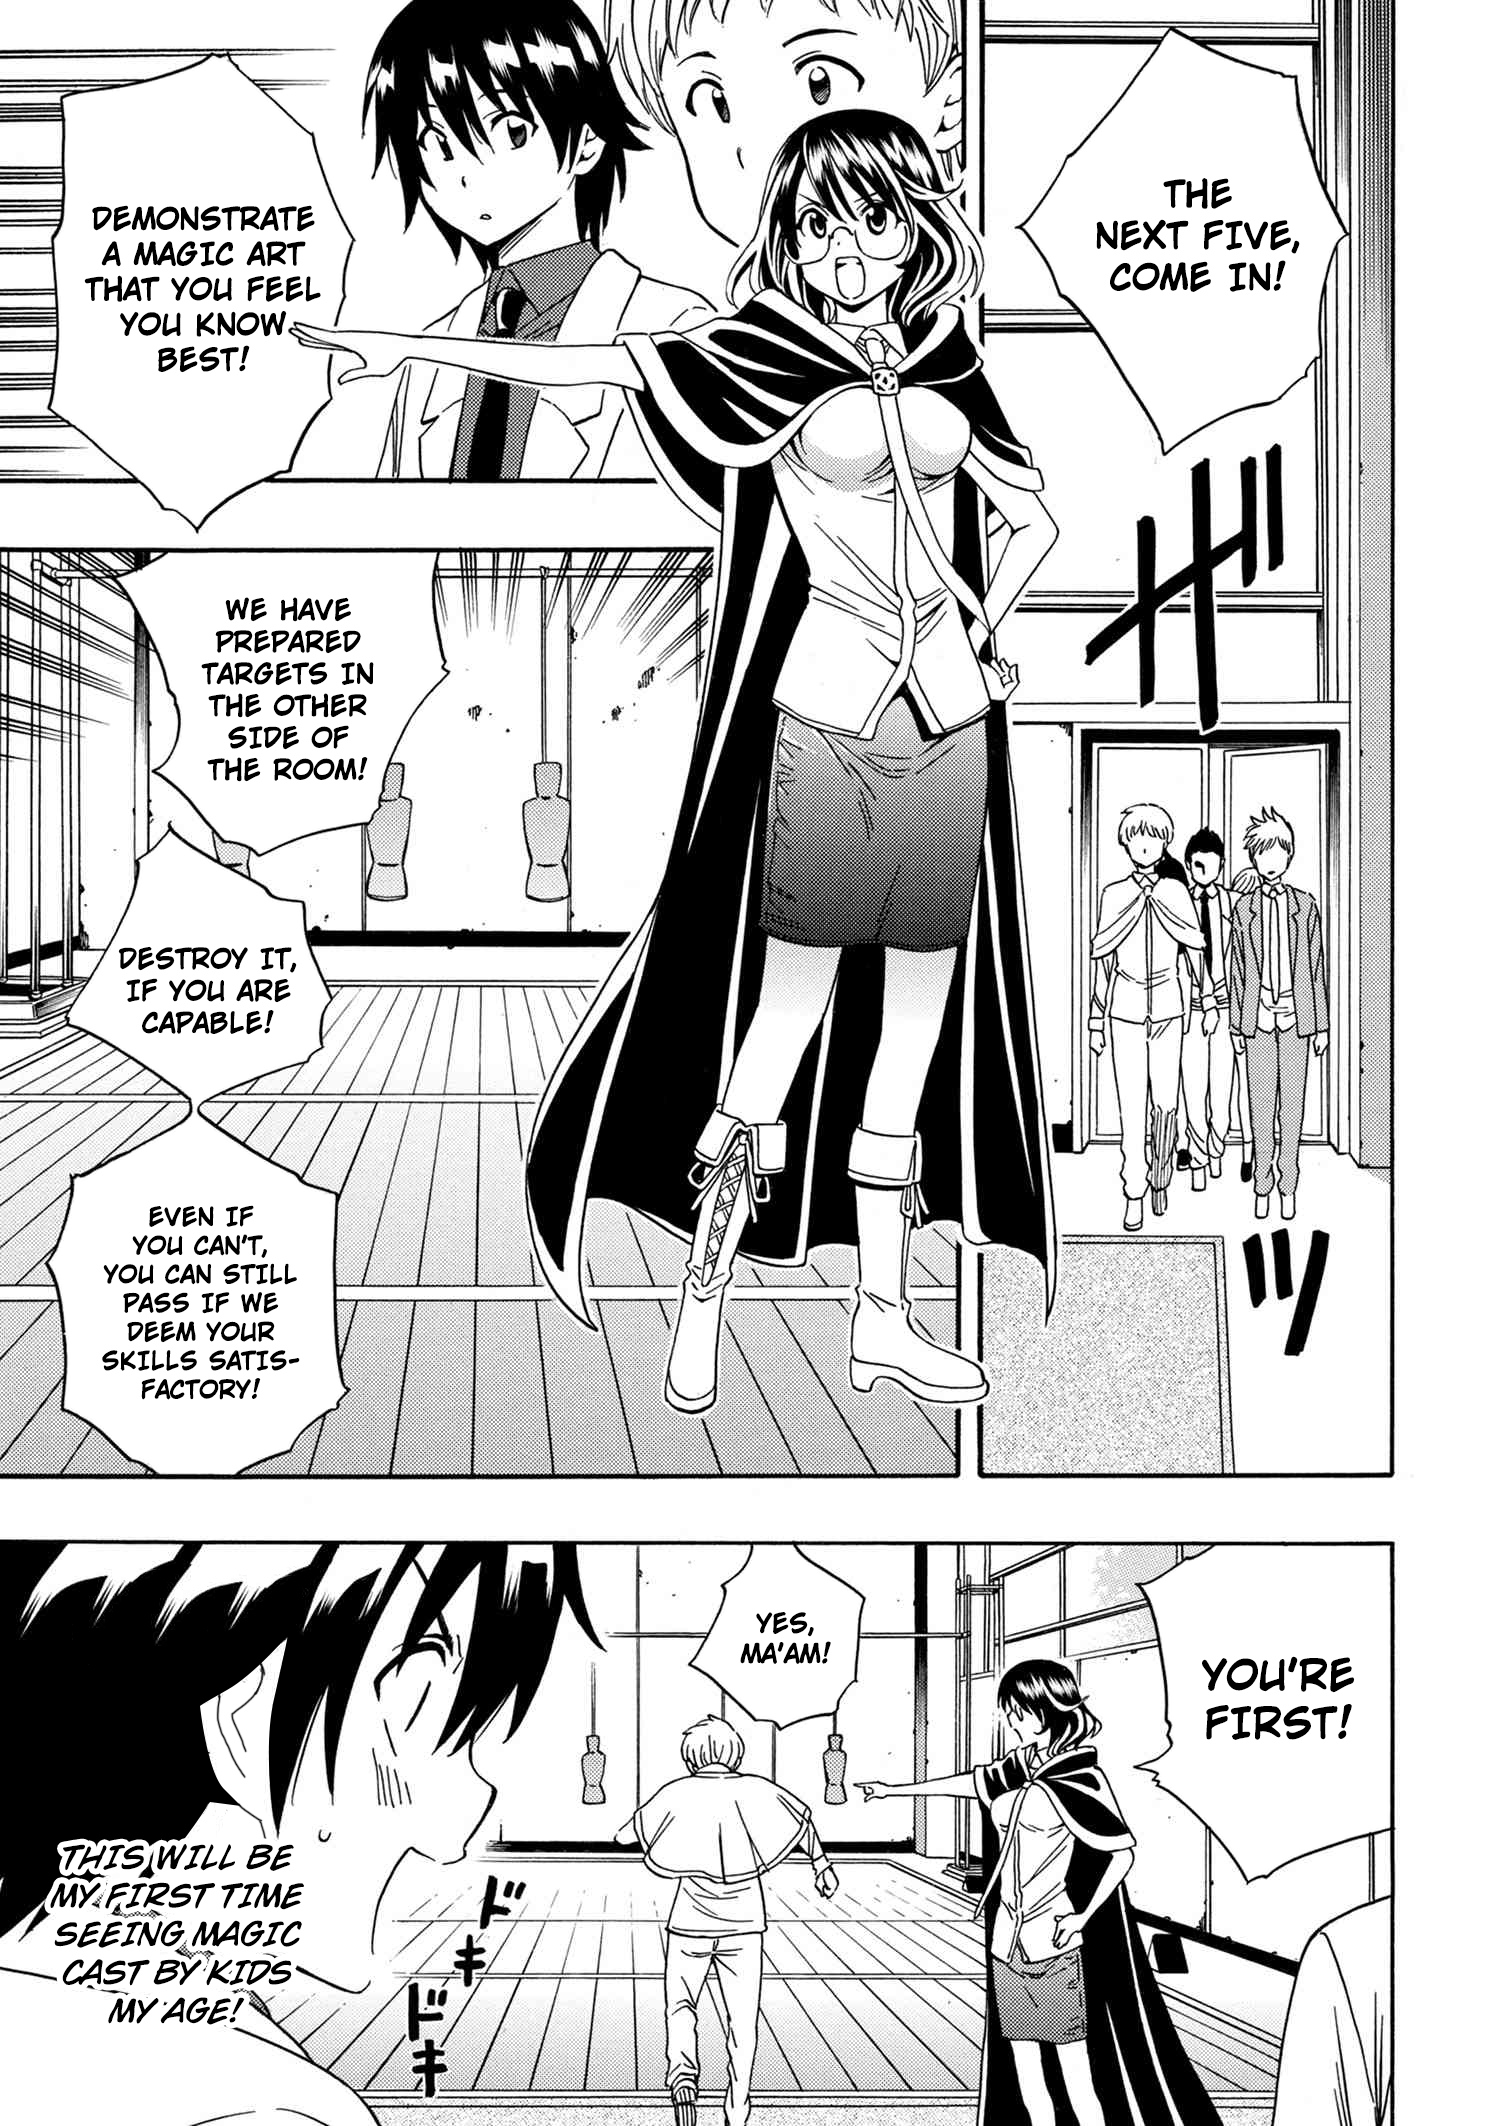 THE
NEXT FIVE,
COME IN!
ザッ
DEMONSTRATE
A MAGIC ART
THAT YOU FEEL
YOU KNOW
BEST!
WE HAVE
PREPARED
TARGETS IN
THE OTHER
SIDE OF
THE ROOM!
DESTROY IT,
IF YOU ARE
CAPABLE!
EVEN IF
YOU CAN'T,
YOU CAN STILL
PASS IF WE
DEEM YOUR
SKILLS SATIS-
FACTORY!
YOU'RE
FIRST!
YES,
MA'AM!
ドキ
ドキ
THIS WILL BE
MY FIRST TIME
SEEING MAGIC
CAST BY KIDS
MY AGE!